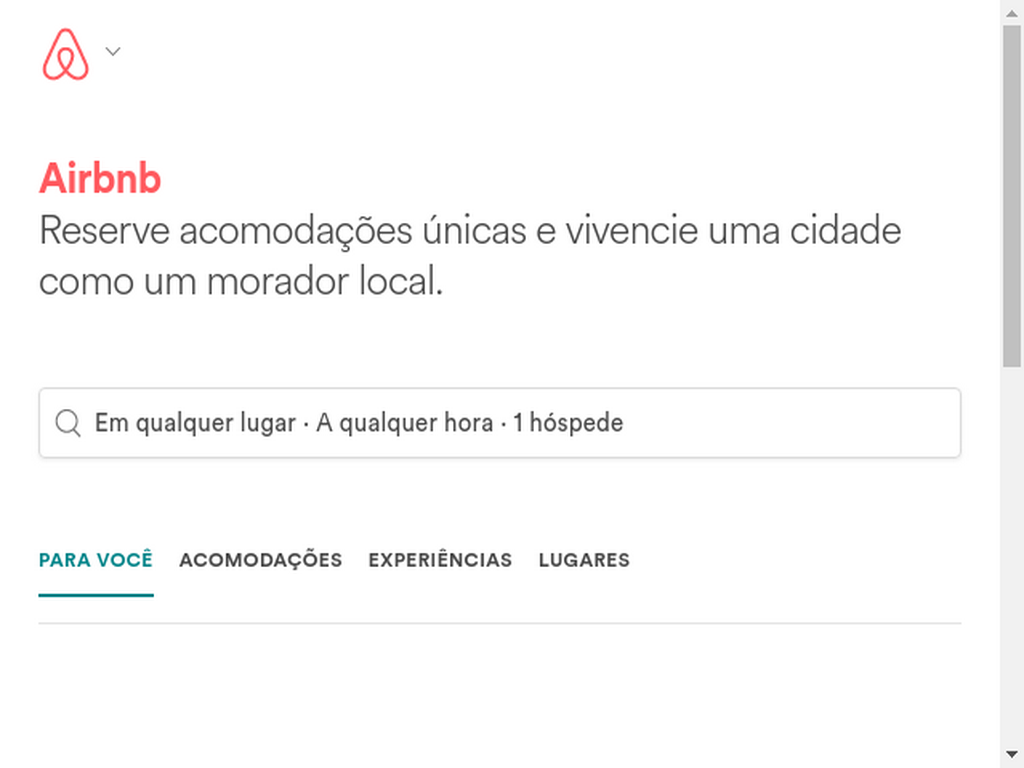 Airbnb
Reserve acomodações únicas e vivencie uma cidade
como um morador local.
Em qualquer lugar · A qualquer hora · 1 hóspede
PARA VOCÊ ACOMODAÇÕES EXPERIÊNCIAS LUGARES